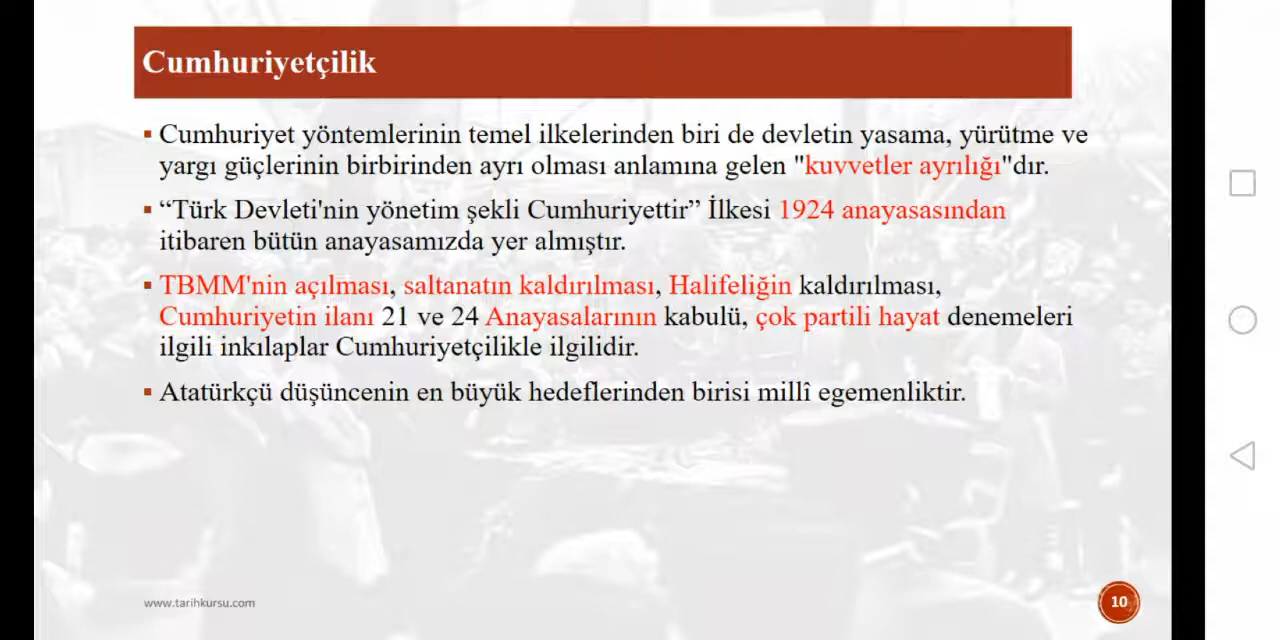 Cumhuriyetçilik
▪ Cumhuriyet yöntemlerinin temel ilkelerinden biri de devletin yasama, yürütme ve
yargı güçlerinin birbirinden ayrı olması anlamına gelen "kuvvetler ayrılığı"dır.
▪ “Türk Devleti'nin yönetim şekli Cumhuriyettir” İlkesi 1924 anayasasından
itibaren bütün anayasamızda yer almıştır.
▪ TBMM'nin açılması, saltanatın kaldırılması, Halifeliğin kaldırılması,
Cumhuriyetin ilanı 21 ve 24 Anayasalarının kabulü, çok partili hayat denemeleri
ilgili inkılaplar Cumhuriyetçilikle ilgilidir.
▪ Atatürkçü düşüncenin en büyük hedeflerinden birisi millî egemenliktir.
www.tarihkursu.com
10